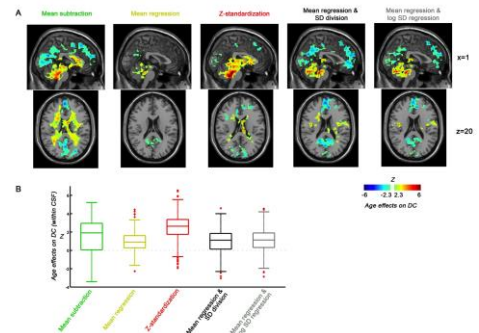 A
Mean subtraction
Mean regression
Z-standardization
Mean regression &
SD division
Mean regression &
log SD regression
x=1
z=20
Z
-8 -2.3 2.3 6
Age effects on DC
B
Age effects on DC (within CSF)
Z
Mean subtraction
Mean regression
Z-standardization
Mean regression &
SD division
Mean regression &
log SD regression